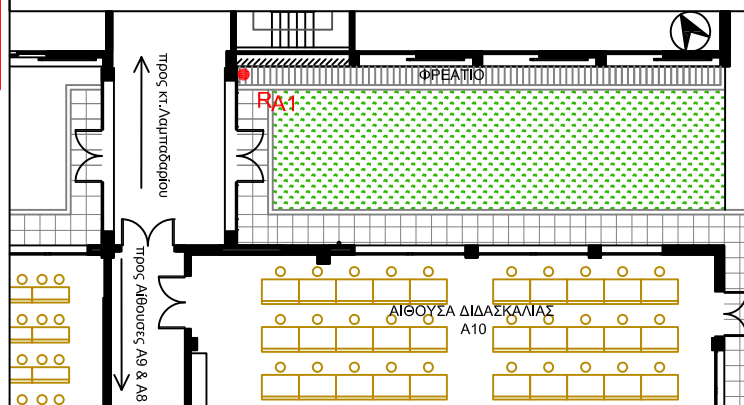 προς κτ.Λαμπαδαρίου
ΦΡΕΑΤΙΟ
RA1
προς Αίθουσες Α9 & Α8
ΑΙΘΟΥΣΑ ΔΙΔΑΣΚΑΛΙΑΣ
Α10